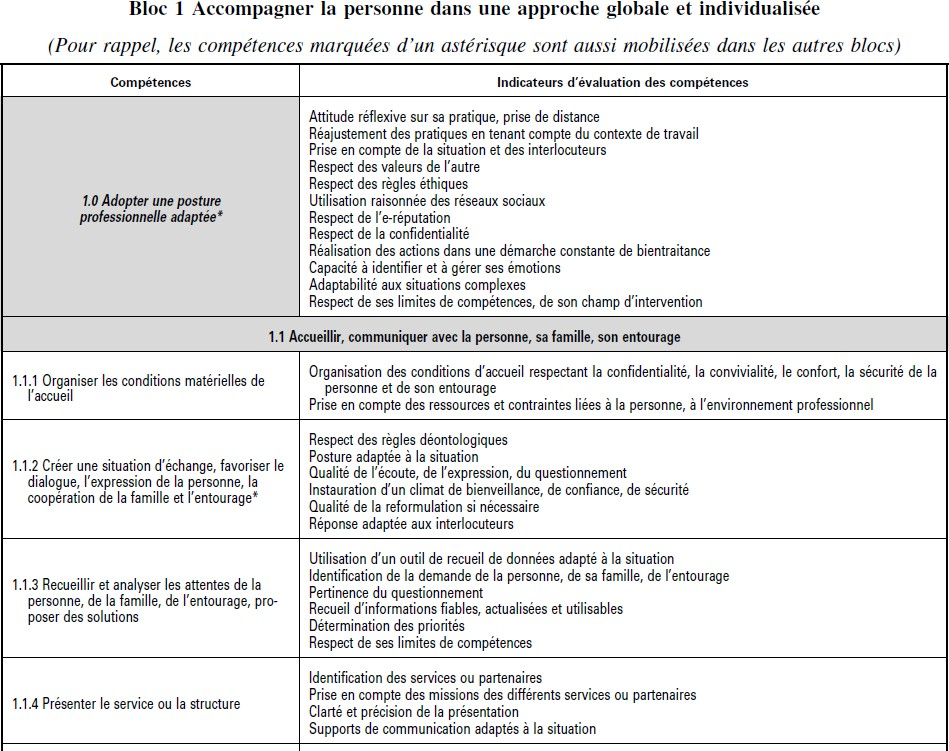 Bloc 1 Accompagner la personne dans une approche globale et individualisée
(Pour rappel, les compétences marquées d'un astérisque sont aussi mobilisées dans les autres blocs)
Compétences
Indicateurs d'évaluation des compétences
1.0 Adopter une posture
professionnelle adaptée*
Attitude réflexive sur sa pratique, prise de distance
Réajustement des pratiques en tenant compte du contexte de travail
Prise en compte de la situation et des interlocuteurs
Respect des valeurs de l'autre
Respect des règles éthiques
Utilisation raisonnée des réseaux sociaux
Respect de l'e-réputation
Respect de la confidentialité
Réalisation des actions dans une démarche constante de bientraitance
Capacité à identifier et à gérer ses émotions
Adaptabilité aux situations complexes
Respect de ses limites de compétences, de son champ d'intervention
1.1 Accueillir, communiquer avec la personne, sa famille, son entourage
1.1.1 Organiser les conditions matérielles de
l'accueil
Organisation des conditions d'accueil respectant la confidentialité, la convivialité, le confort, la sécurité de la
personne et de son entourage
Prise en compte des ressources et contraintes liées à la personne, à l'environnement professionnel
1.1.2 Créer une situation d'échange, favoriser le
dialogue, l'expression de la personne, la
coopération de la famille et l'entourage*
Respect des règles déontologiques
Posture adaptée à la situation
Qualité de l'écoute, de l'expression, du questionnement
Instauration d'un climat de bienveillance, de confiance, de sécurité
Qualité de la reformulation si nécessaire
Réponse adaptée aux interlocuteurs
1.1.3 Recueillir et analyser les attentes de la
personne, de la famille, de l'entourage, pro-
poser des solutions
Utilisation d'un outil de recueil de données adapté à la situation
Identification de la demande de la personne, de sa famille, de l'entourage
Pertinence du questionnement
Recueil d'informations fiables, actualisées et utilisables
Détermination des priorités
Respect de ses limites de compétences
1.1.4 Présenter le service ou la structure
Identification des services ou partenaires
Prise en compte des missions des différents services ou partenaires
Clarté et précision de la présentation
Supports de communication adaptés à la situation